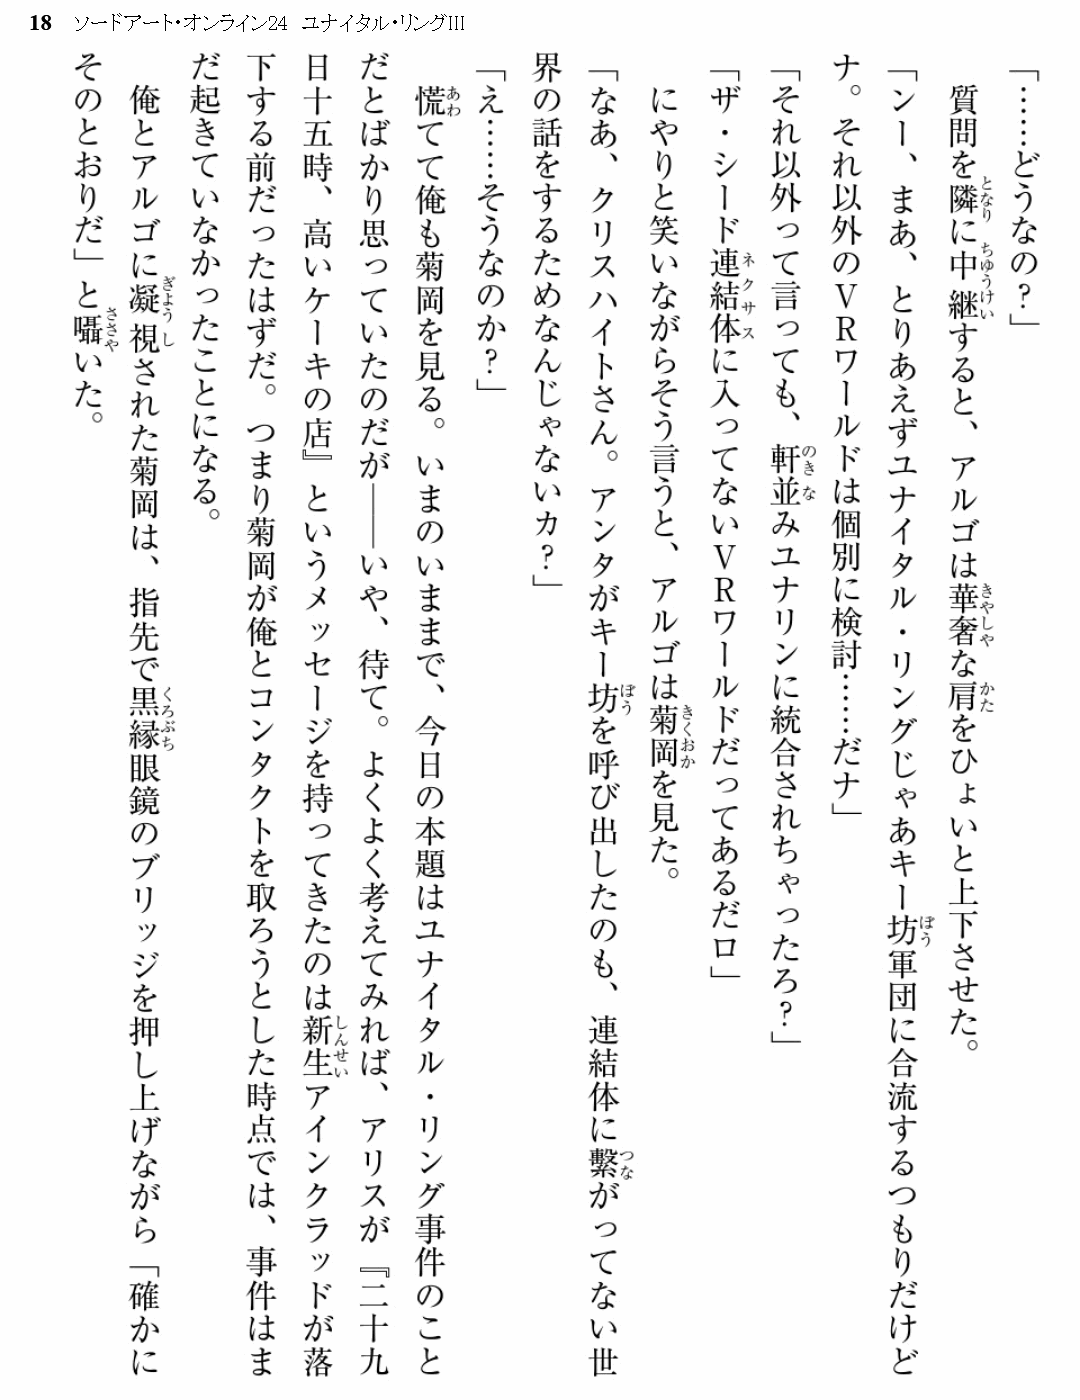 18 ソードアート・オンライン24 ユナイタル・リングIII
「……どうなの?」
質問を隣に中継すると、アルゴは華奢な肩をひょいと上下させた。
「ンー、まあ、とりあえずユナイタル・リングじゃあキー坊軍団に合流するつもりだけど
ナ。それ以外のＶＲワールドは個別に検討……だナ」
「それ以外って言っても、軒並みユナリンに統合されちゃったろ?」
「ザ・シード連結体に入ってないＶＲワールドだってあるだロ」
にやりと笑いながらそう言うと、アルゴは菊岡を見た。
「なあ、クリスハイトさん。アンタがキー坊を呼び出したのも、連結体に繫がってない世
界の話をするためなんじゃないカ?」
「え……そうなのか?」
慌てて俺も菊岡を見る。いまのいままで、今日の本題はユナイタル・リング事件のこと
だとばかり思っていたのだが――いや、待て。よくよく考えてみれば、アリスが『二十九
日十五時、高いケーキの店』というメッセージを持ってきたのは新生アインクラッドが落
下する前だったはずだ。つまり菊岡が俺とコンタクトを取ろうとした時点では、事件はま
だ起きていなかったことになる。
俺とアルゴに凝視された菊岡は、指先で黒縁眼鏡のブリッジを押し上げながら「確かに
そのとおりだ」と囁いた。